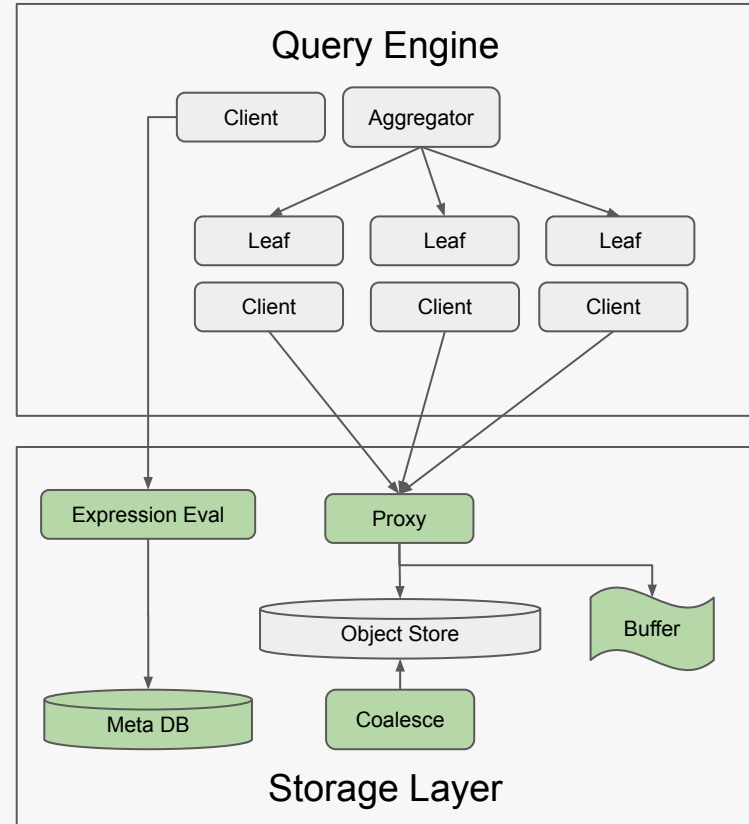 Query Engine
Client
Aggregator
Leaf
Leaf
Leaf
Client
Client
Client
Expression Eval
Proxy
Object Store
Buffer
Meta DB
Coalesce
Storage Layer